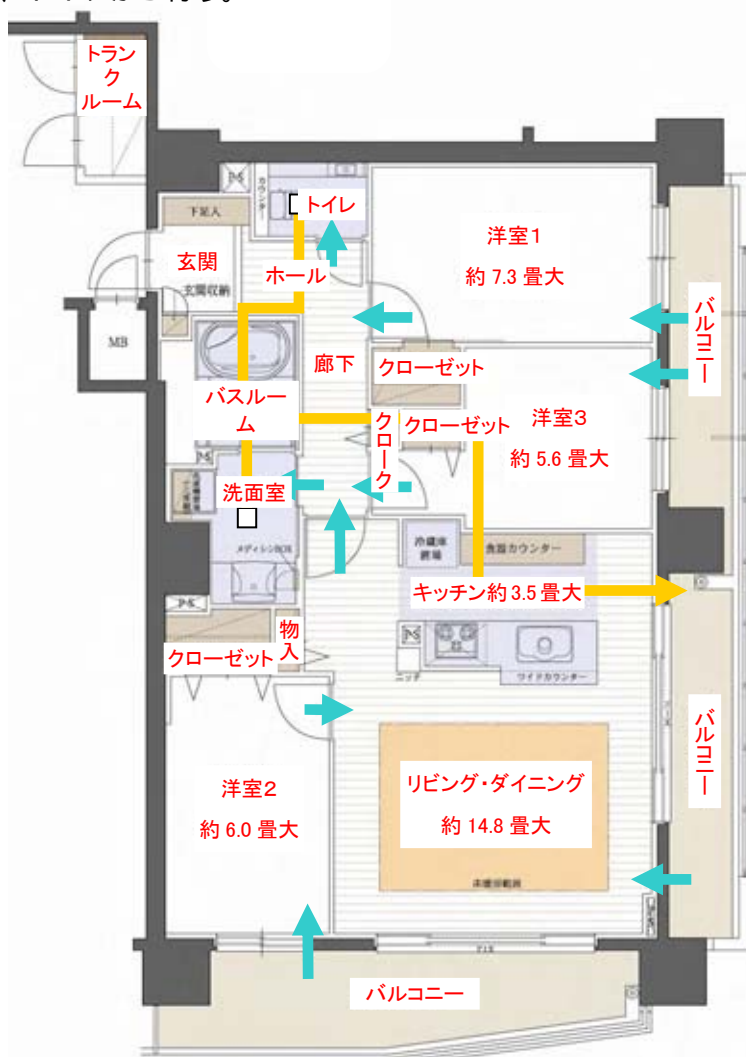 トラン
ク
ルーム
P-S
カウンター
トイレ
下足入
洋室1
約 7.3 畳大
玄関
ホール
玄関収納
バルコニー
MB
廊下
クローゼット
バスルー
ム
クローク
クローゼット
洋室3
約 5.6 畳大
P-S
洗面室
メディシンBOX
冷蔵庫
置場
食器カウンター
キッチン約 3.5 畳大
P-S
物
入
クローゼット
P-S
ニッチ
ワイドカウンター
バルコニー
洋室2
約 6.0 畳大
リビング・ダイニング
約 14.8 畳大
床暖房範囲
FIX
バルコニー